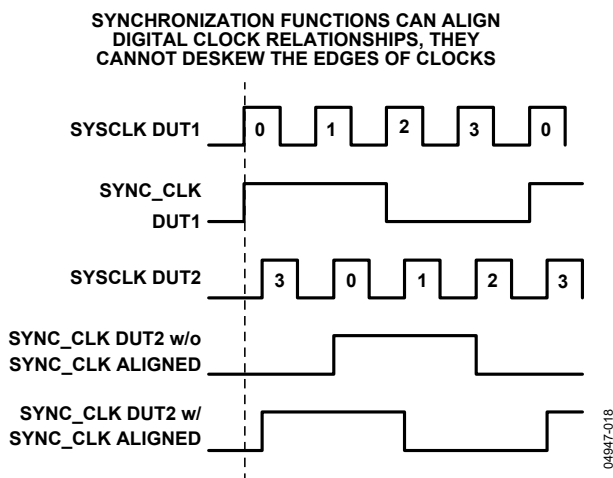 SYNCHRONIZATION FUNCTIONS CAN ALIGN
DIGITAL CLOCK RELATIONSHIPS, THEY
CANNOT DESKEW THE EDGES OF CLOCKS
SYSCLK DUT1
0 1 2 3 0
SYNC_CLK
DUT1
SYSCLK DUT2
3 0 1 2 3
SYNC_CLK DUT2 w/o
SYNC_CLK ALIGNED
SYNC_CLK DUT2 w/
SYNC_CLK ALIGNED
04947-018